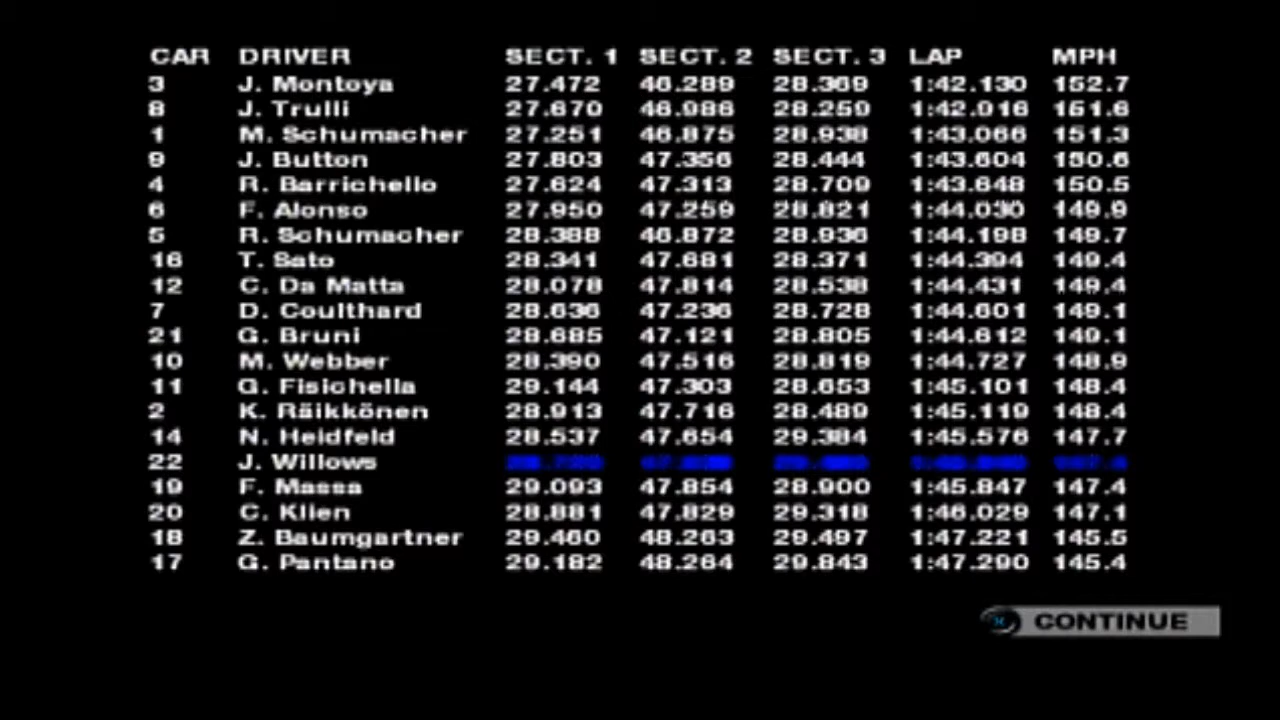 CAR DRIVER SECT. 1 SECT. 2 SECT. 3 LAP MPH
3 J. Montoya 27.472 46.289 28.369 1:42.130 152.7
8 J. Trulli 27.670 46.986 28.259 1:42.916 151.6
1 M. Schumacher 27.251 46.875 28.938 1:43.066 151.3
9 J. Button 27.803 47.356 28.444 1:43.604 150.6
4 R. Barrichello 27.624 47.313 28.709 1:43.648 150.5
6 F. Alonso 27.950 47.259 28.821 1:44.030 149.9
5 R. Schumacher 28.388 46.872 28.936 1:44.198 149.7
16 T. Sato 28.341 47.681 28.371 1:44.394 149.4
12 C. Da Matta 28.078 47.814 28.538 1:44.431 149.4
7 D. Coulthard 28.636 47.236 28.728 1:44.601 149.1
21 G. Bruni 28.685 47.121 28.805 1:44.612 149.1
10 M. Webber 28.390 47.516 28.819 1:44.727 148.9
11 G. Fisichella 29.144 47.303 28.653 1:45.101 148.4
2 K. Räikkönen 28.913 47.716 28.489 1:45.119 148.4
14 N. Heidfeld 28.537 47.654 29.384 1:45.576 147.7
22 J. Willows
19 F. Massa 29.093 47.854 28.900 1:45.847 147.4
20 C. Klien 28.881 47.829 29.318 1:46.029 147.1
18 Z. Baumgartner 29.460 48.263 29.497 1:47.221 145.5
17 G. Pantano 29.182 48.264 29.843 1:47.290 145.4
CONTINUE